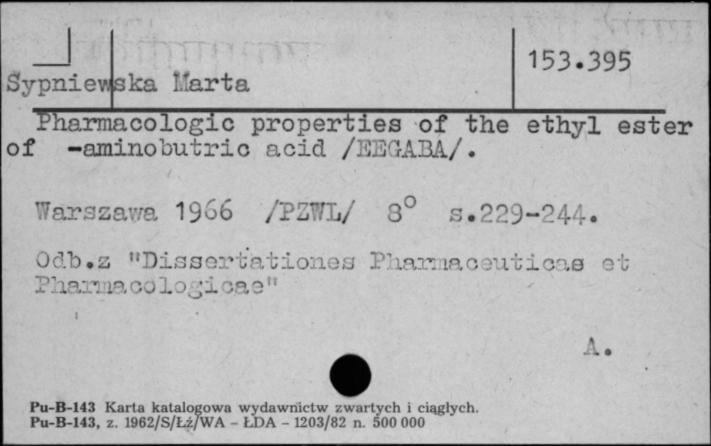 153.395
Sypniewska Marta
Pharmacologic properties of the ethyl ester
of -aminobutric acid /EEGABA/.
Warszawa 1966 /PZWL/ 8° s.229-244.
Odb.z "Dissertationes Pharmaceuticae et
Pharmacologicae"
A.
Pu-B-143 Karta katalogowa wydawnictw zwartych i ciągłych.
Pu-B-143, z. 1962/S/Łż/WA - ŁDA - 1203/82 n. 500 000